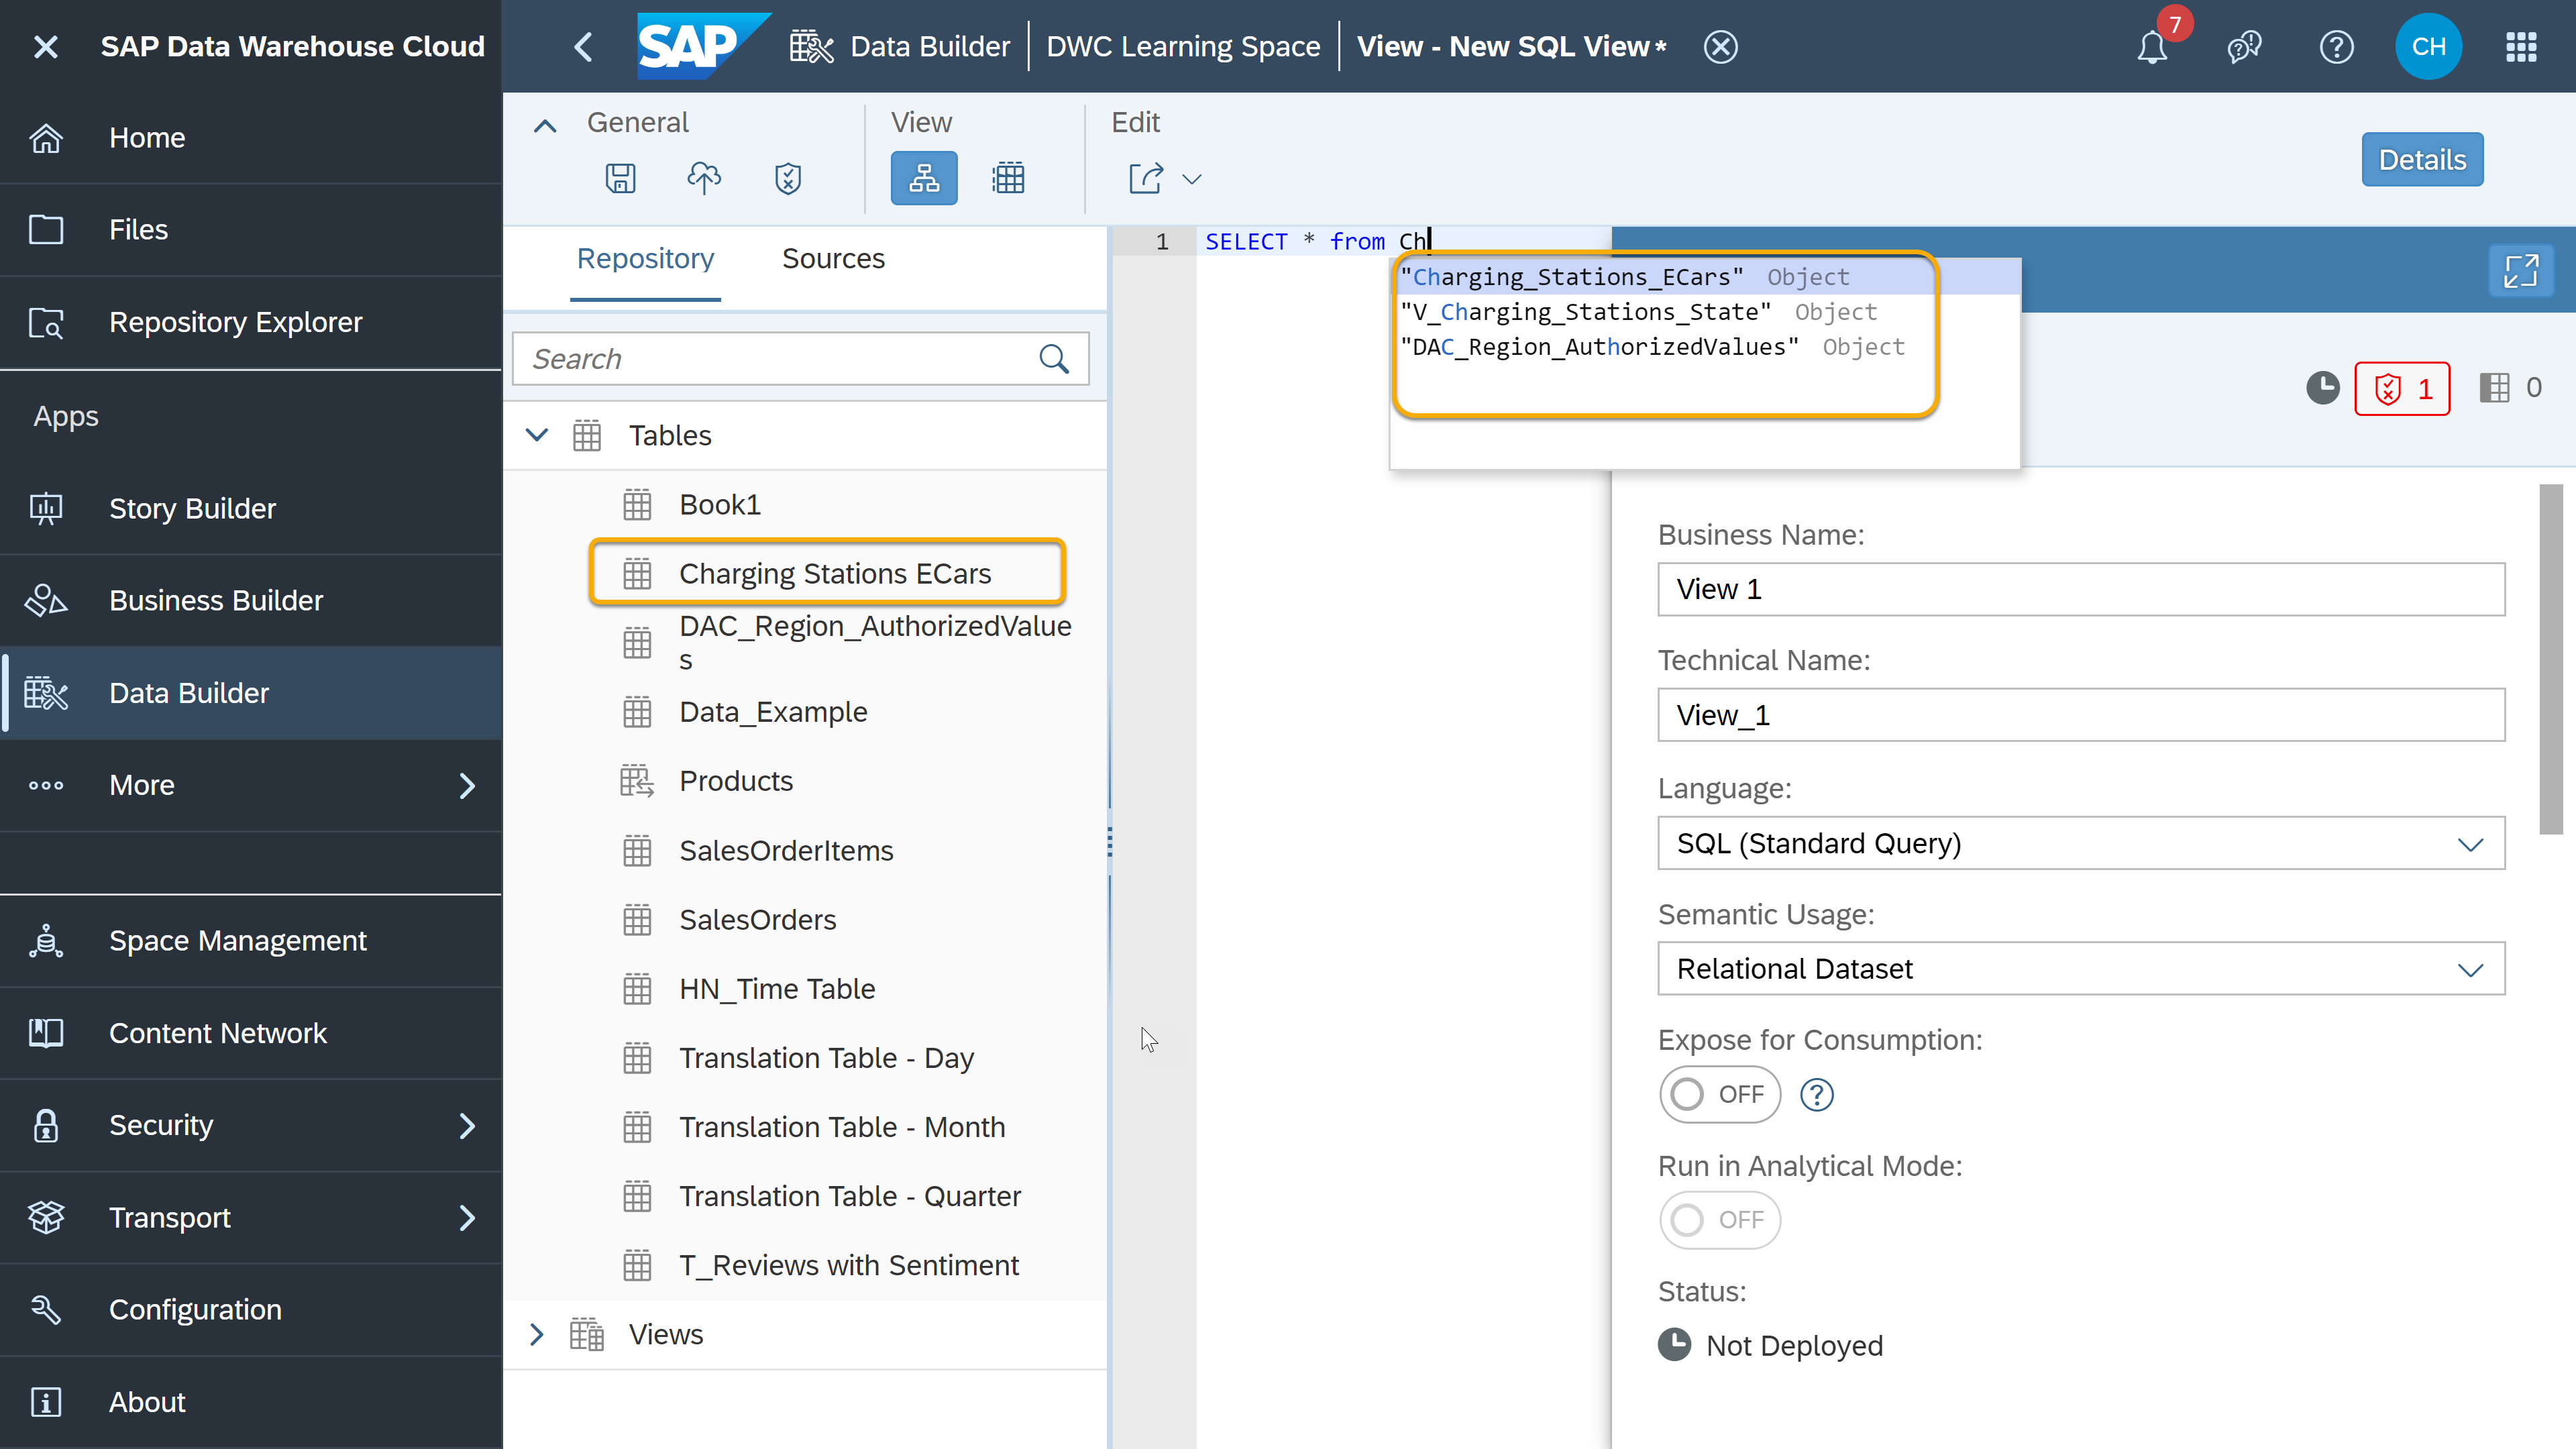 SAP Data Warehouse Cloud
Home
Files
Repository Explorer
Apps
Story Builder
Business Builder
Data Builder
More
Space Management
Content Network
Security
Transport
Configuration
About
SAP
Data Builder
DWC Learning Space
View - New SQL View*
7
CH
General
View
Edit
Details
Repository
Sources
Search
Tables
Book1
Charging Stations ECars
DAC_Region_AuthorizedValue
s
Data_Example
Products
SalesOrderItems
SalesOrders
HN_Time Table
Translation Table - Day
Translation Table - Month
Translation Table - Quarter
T_Reviews with Sentiment
Views
1 SELECT * from Ch
"Charging_Stations_ECars" Object
"V_Charging_Stations_State" Object
"DAC_Region_AuthorizedValues" Object
1
0
Business Name:
View 1
Technical Name:
View_1
Language:
SQL (Standard Query)
Semantic Usage:
Relational Dataset
Expose for Consumption:
OFF
Run in Analytical Mode:
OFF
Status:
Not Deployed